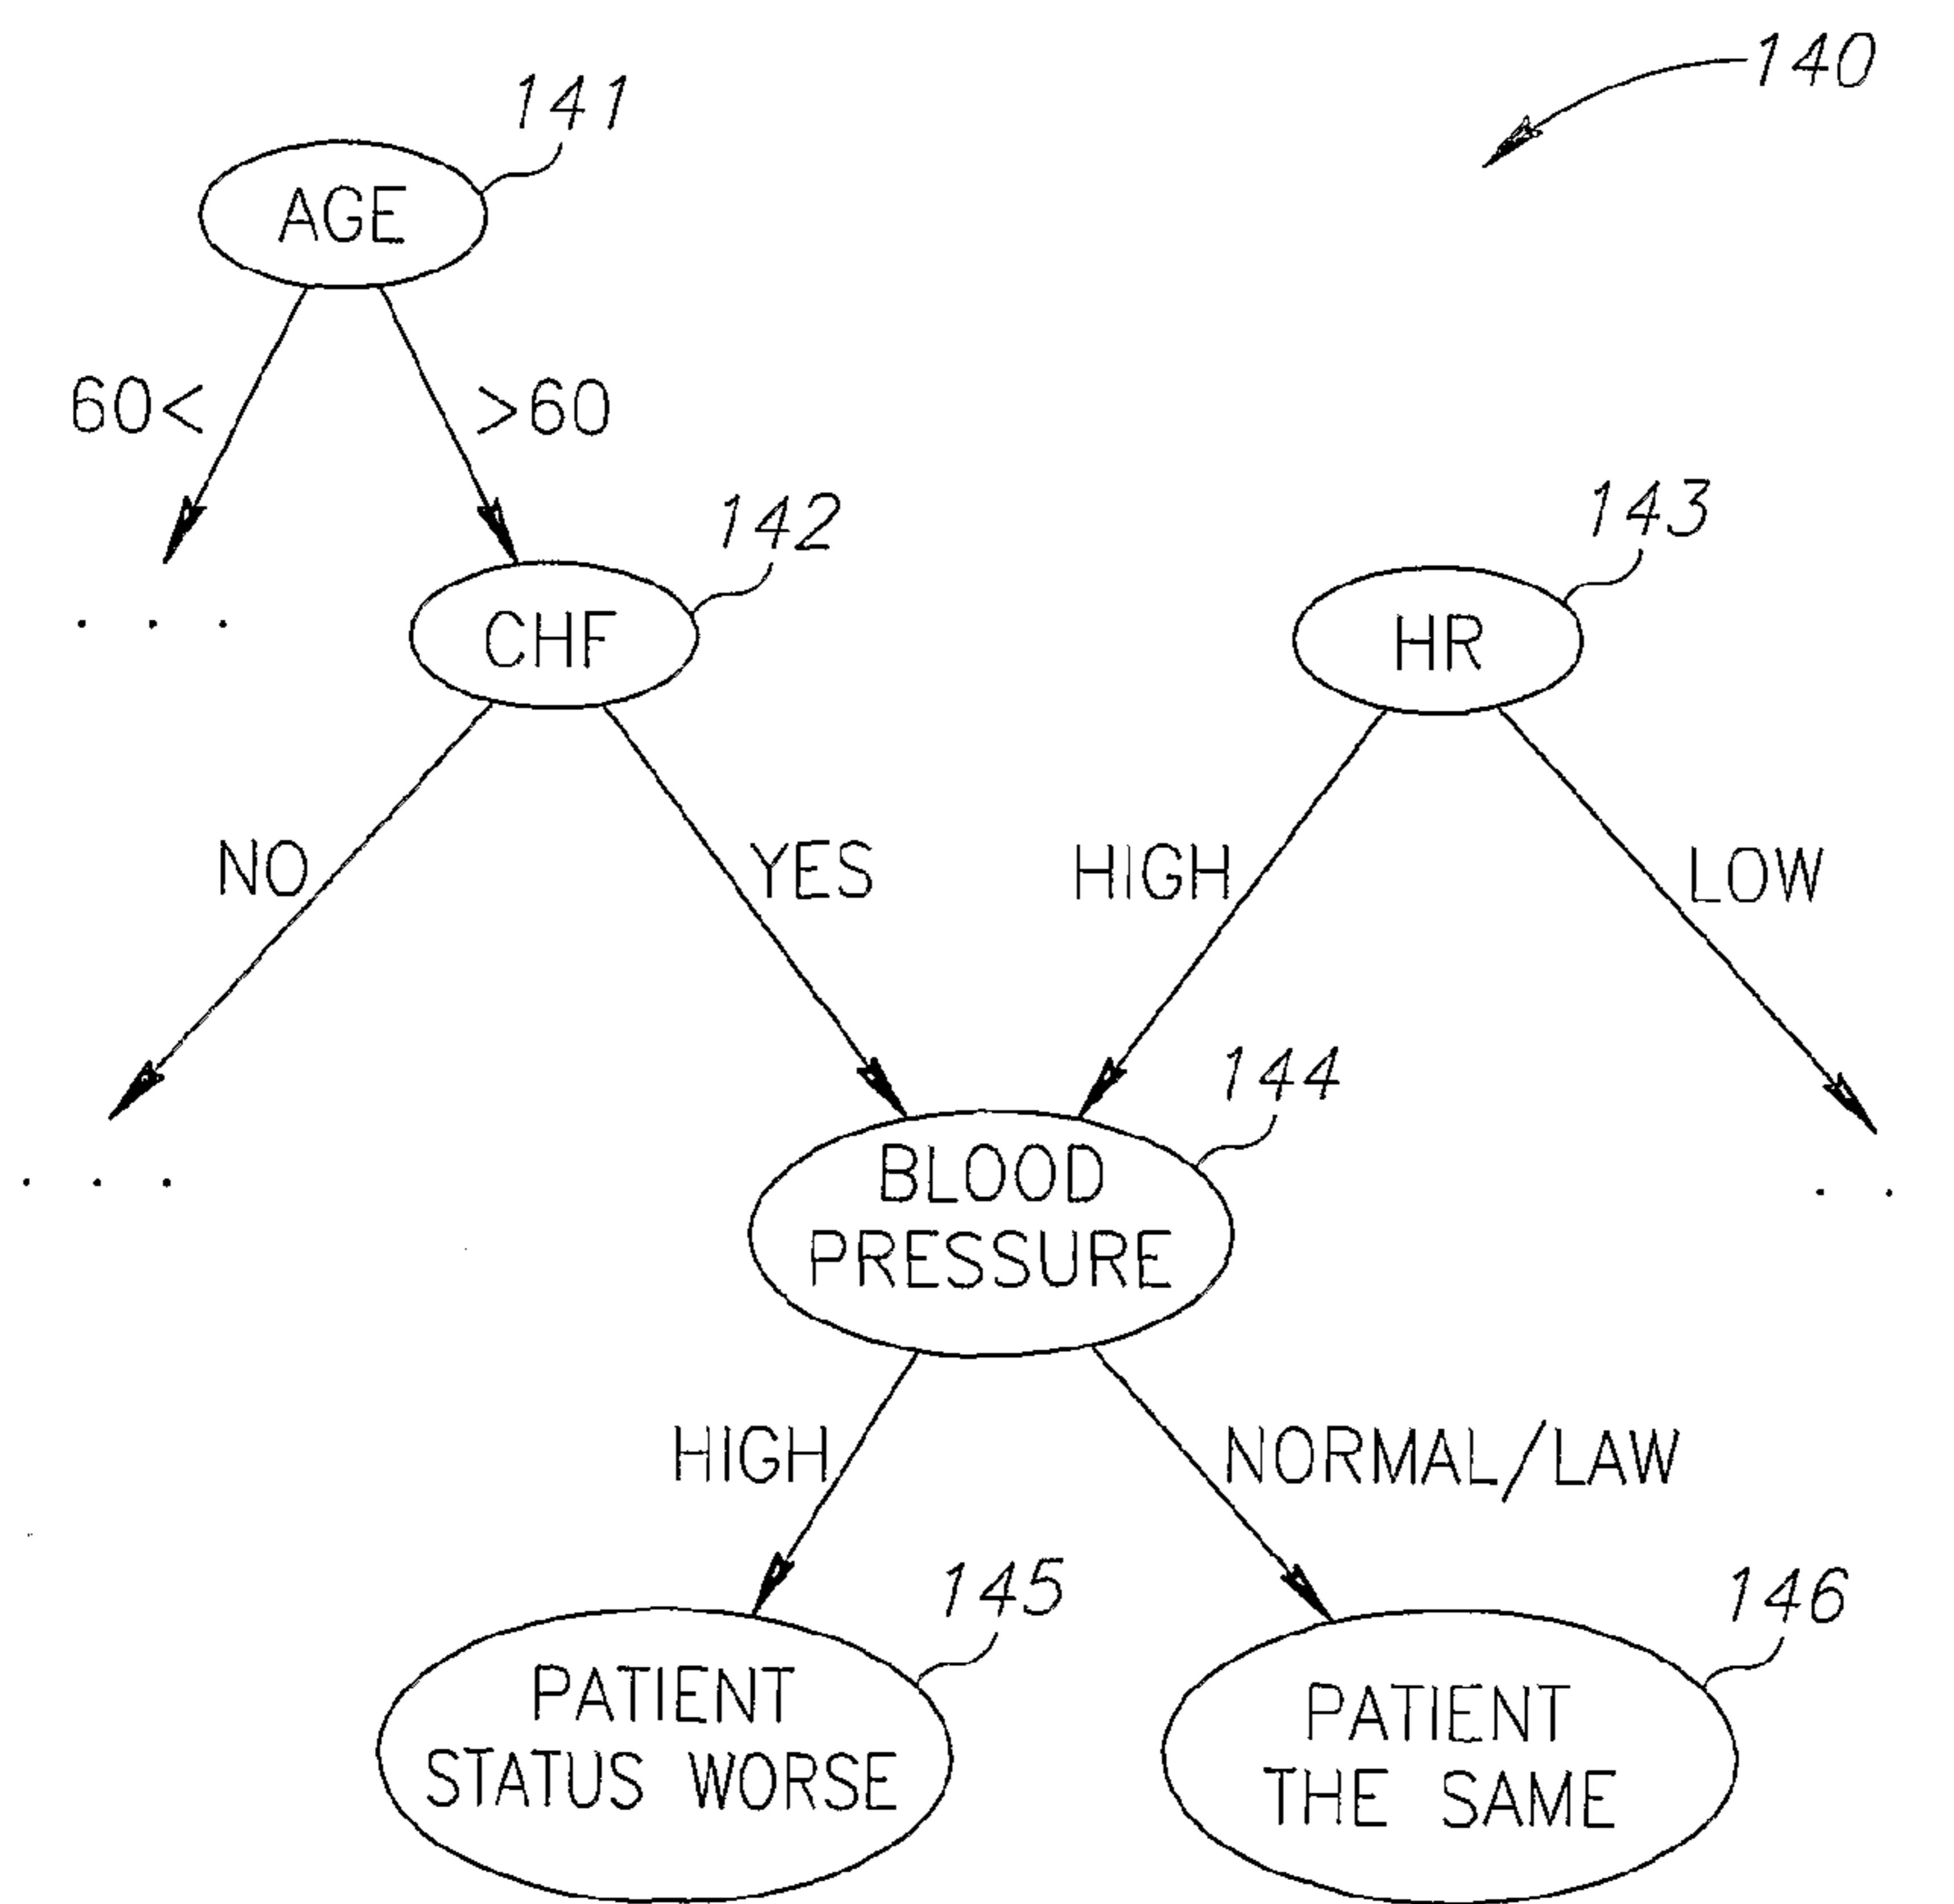 140
141
AGE
60<
>60
142
143
CHF
HR
NO
YES
HIGH
LOW
144
BLOOD
PRESSURE
HIGH
NORMAL/LAW
145
146
PATIENT
STATUS WORSE
PATIENT
THE SAME